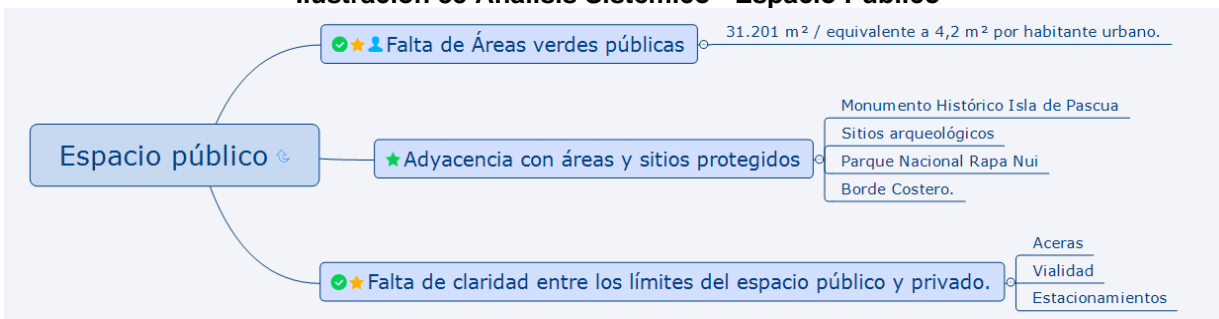 Falta de Áreas verdes públicas
31.201 m² / equivalente a 4,2 m² por habitante urbano.
Espacio público
Adyacencia con áreas y sitios protegidos
Monumento Histórico Isla de Pascua
Sitios arqueológicos
Parque Nacional Rapa Nui
Borde Costero.
Falta de claridad entre los límites del espacio público y privado.
Aceras
Vialidad
Estacionamientos